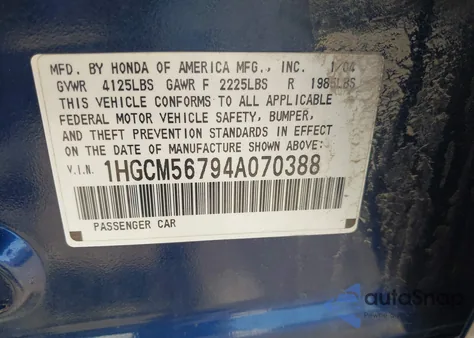 MFD. BY HONDA OF AMERICA MFG., INC. 1/04
GVWR 4125LBS GAWR F 2225LBS R 1985LBS
THIS VEHICLE CONFORMS TO ALL APPLICABLE
FEDERAL MOTOR VEHICLE SAFETY, BUMPER,
AND THEFT PREVENTION STANDARDS IN EFFECT
ON THE DATE OF MANUFACTURE SHOWN ABOVE:
V.I.N. 1HGCM56794A070388
PASSENGER CAR
autoSnap